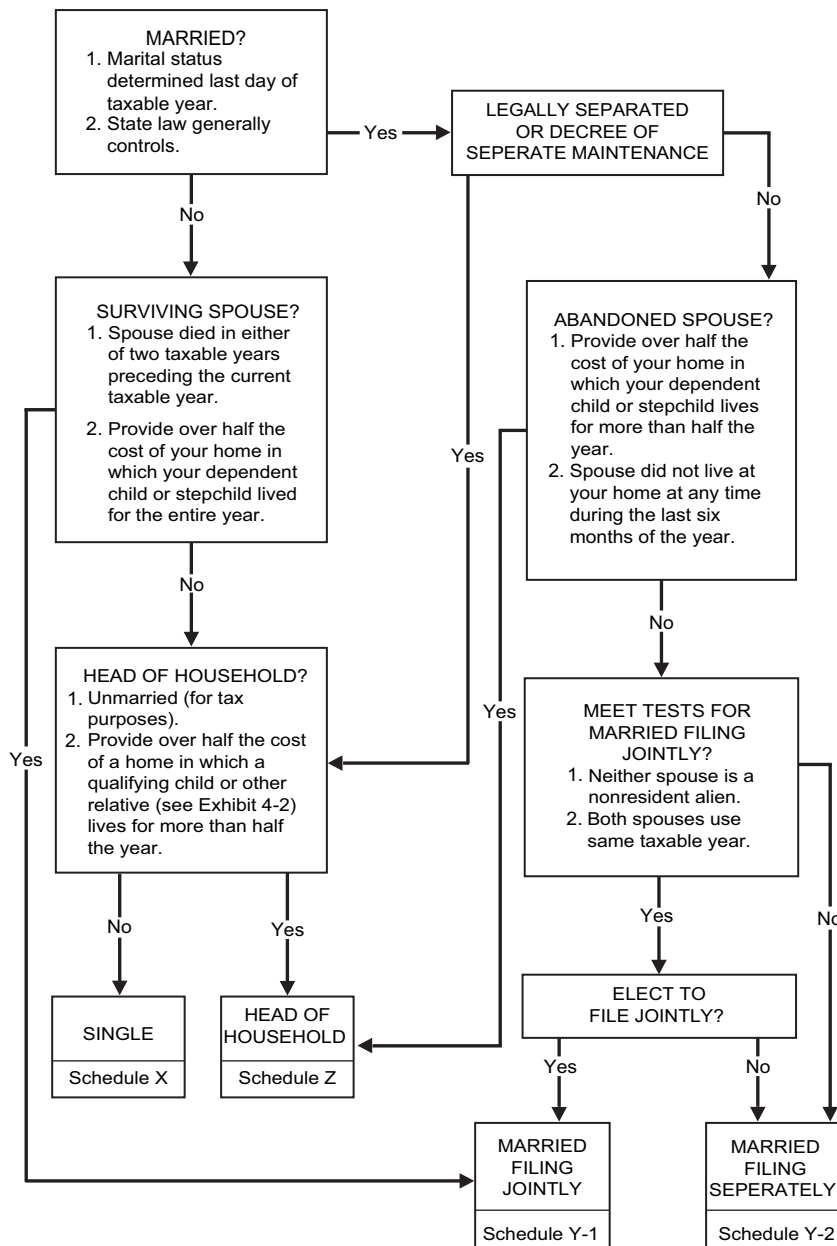 MARRIED?
1. Marital status
determined last day of
taxable year.
2. State law generally
controls.
Yes
LEGALLY SEPARATED
OR DECREE OF
SEPERATE MAINTENANCE
No
No
SURVIVING SPOUSE?
1. Spouse died in either
of two taxable years
preceding the current
taxable year.
2. Provide over half the
cost of your home in
which your dependent
child or stepchild lived
for the entire year.
Yes
ABANDONED SPOUSE?
1. Provide over half the
cost of your home in
which your dependent
child or stepchild lives
for more than half the
year.
2. Spouse did not live at
your home at any time
during the last six
months of the year.
No
No
HEAD OF HOUSEHOLD?
1. Unmarried (for tax
purposes).
2. Provide over half the cost
of a home in which a
qualifying child or other
relative (see Exhibit 4-2)
lives for more than half
the year.
Yes
Yes
MEET TESTS FOR
MARRIED FILING
JOINTLY?
1. Neither spouse is a
nonresident alien.
2. Both spouses use
same taxable year.
No
Yes
Yes
No
SINGLE
Schedule X
HEAD OF
HOUSEHOLD
Schedule Z
ELECT TO
FILE JOINTLY?
Yes
No
MARRIED
FILING
JOINTLY
Schedule Y-1
MARRIED
FILING
SEPERATELY
Schedule Y-2